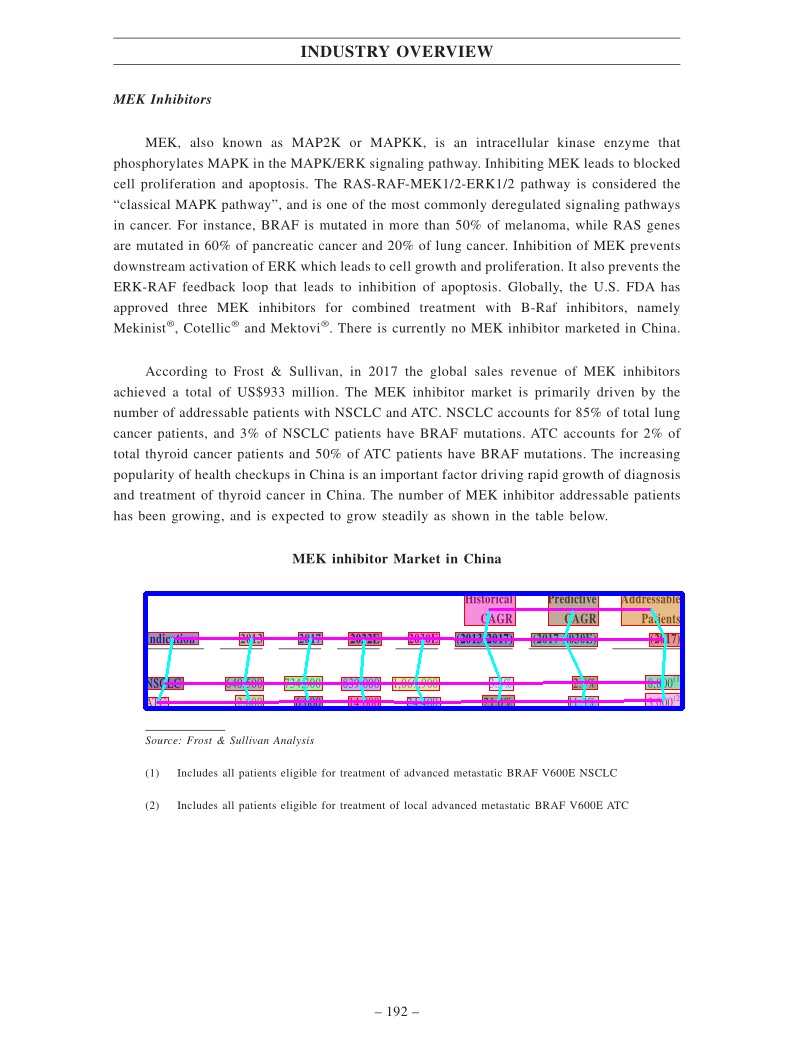 INDUSTRY OVERVIEW
MEK Inhibitors
MEK, also known as MAP2K or MAPKK, is an intracellular kinase enzyme that
phosphorylates MAPK in the MAPK/ERK signaling pathway. Inhibiting MEK leads to blocked
cell proliferation and apoptosis. The RAS-RAF-MEK1/2-ERK1/2 pathway is considered the
“classical MAPK pathway”, and is one of the most commonly deregulated signaling pathways
in cancer. For instance, BRAF is mutated in more than 50% of melanoma, while RAS genes
are mutated in 60% of pancreatic cancer and 20% of lung cancer. Inhibition of MEK prevents
downstream activation of ERK which leads to cell growth and proliferation. It also prevents the
ERK-RAF feedback loop that leads to inhibition of apoptosis. Globally, the U.S. FDA has
approved three MEK inhibitors for combined treatment with B-Raf inhibitors, namely
Mekinist®, Cotellic® and Mektovi®. There is currently no MEK inhibitor marketed in China.
According to Frost & Sullivan, in 2017 the global sales revenue of MEK inhibitors
achieved a total of US$933 million. The MEK inhibitor market is primarily driven by the
number of addressable patients with NSCLC and ATC. NSCLC accounts for 85% of total lung
cancer patients, and 3% of NSCLC patients have BRAF mutations. ATC accounts for 2% of
total thyroid cancer patients and 50% of ATC patients have BRAF mutations. The increasing
popularity of health checkups in China is an important factor driving rapid growth of diagnosis
and treatment of thyroid cancer in China. The number of MEK inhibitor addressable patients
has been growing, and is expected to grow steadily as shown in the table below.
MEK inhibitor Market in China
Historical Predictive Addressable
CAGR CAGR Patients
Indication 2013 2017 2022E 2030E (2013-2017) (2017-2030E) (2017)
NSCLC
Source: Frost & Sullivan Analysis
(1) Includes all patients eligible for treatment of advanced metastatic BRAF V600E NSCLC
(2) Includes all patients eligible for treatment of local advanced metastatic BRAF V600E ATC
– 192 –